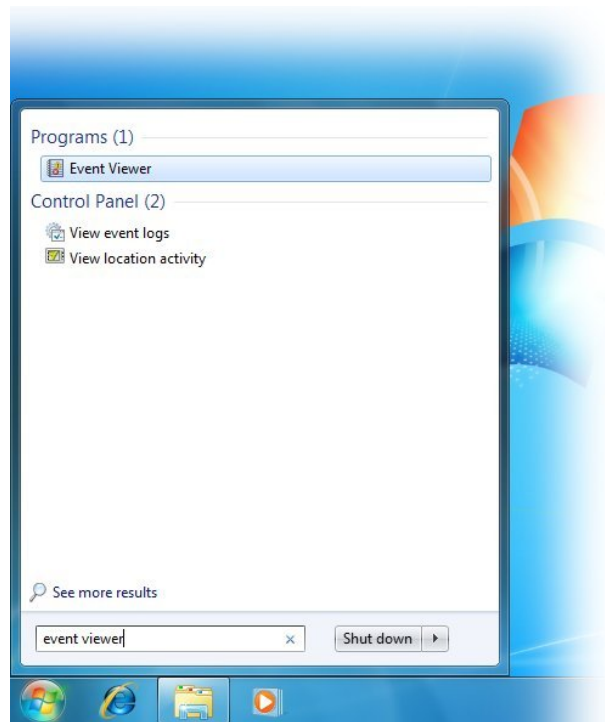 Programs (1)
Event Viewer
Control Panel (2)
View event logs
View location activity
See more results
event viewer
Shut down